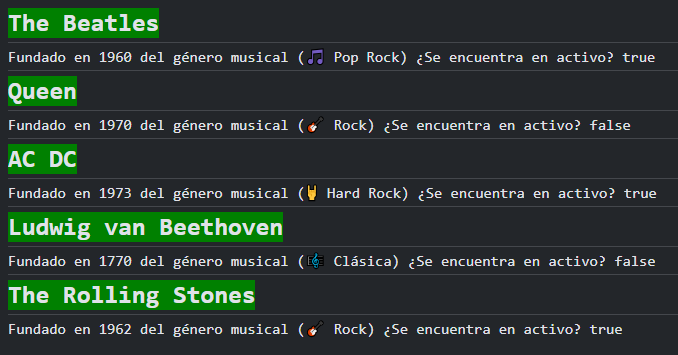 The Beatles
Fundado en 1960 del género musical (🎵 Pop Rock) ¿Se encuentra en activo? true
Queen
Fundado en 1970 del género musical (🎸 Rock) ¿Se encuentra en activo? false
AC DC
Fundado en 1973 del género musical (🤘 Hard Rock) ¿Se encuentra en activo? true
Ludwig van Beethoven
Fundado en 1770 del género musical (🎼 Clásica) ¿Se encuentra en activo? false
The Rolling Stones
Fundado en 1962 del género musical (🎸 Rock) ¿Se encuentra en activo? true